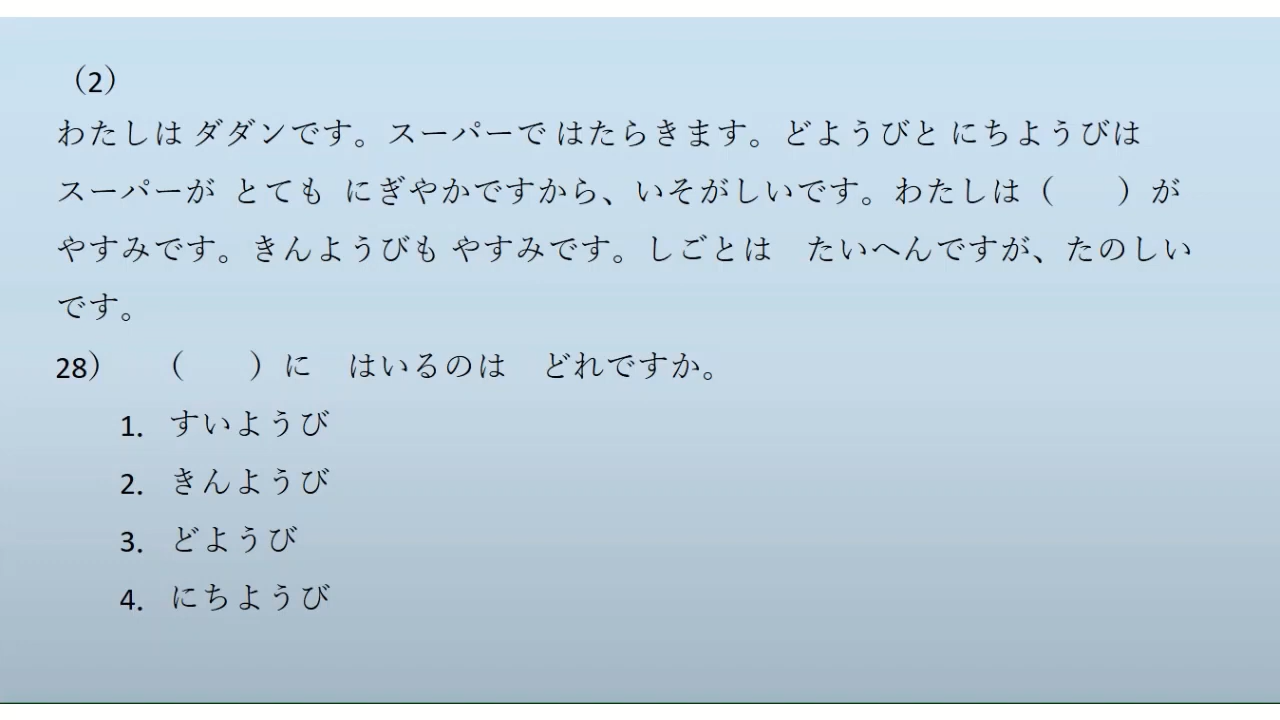 （2）
わたしは ダダンです。スーパーで はたらきます。どようびと にちようびは
スーパーが とても にぎやかですから、いそがしいです。わたしは（　　）が
やすみです。きんようびも やすみです。しごとは　たいへんですが、たのしい
です。
28）　（　　）に　はいるのは　どれですか。
1. すいようび
2. きんようび
3. どようび
4. にちようび